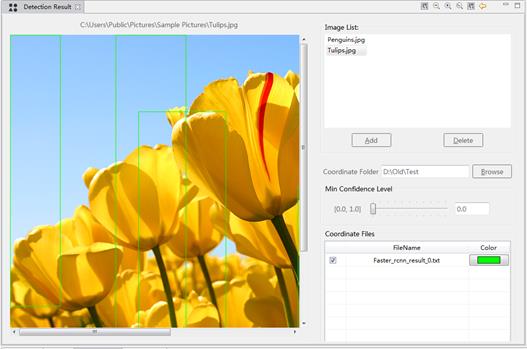 Detection Result
C:\Users\Public\Pictures\Sample Pictures\Tulips.jpg
Image List:
Penguins.jpg
Tulips.jpg
Add
Delete
Coordinate Folder
D:\Old\Test
Browse
Min Confidence Level
[0.0, 1.0]
0.0
Coordinate Files
FileName
Color
Faster_rcnn_result_0.txt